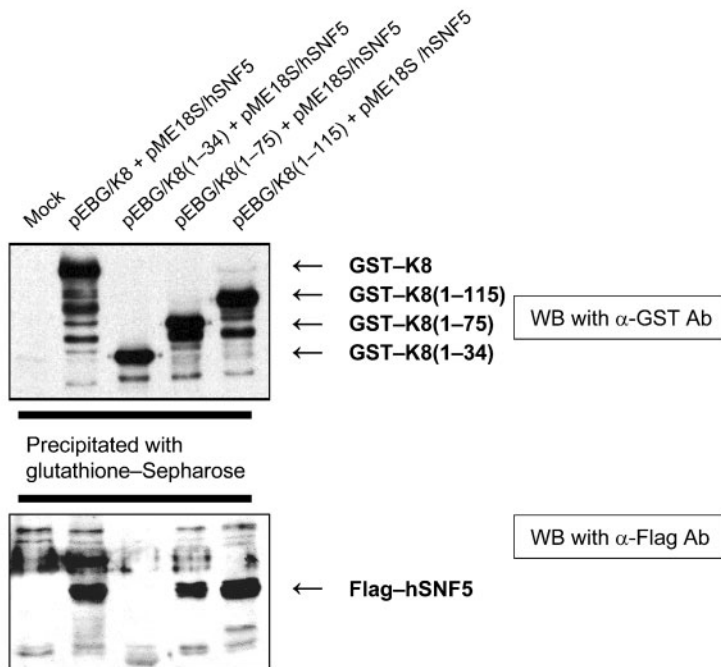 Mock
pEBG/K8 + pME18S/hSNF5
pEBG/K8(1–34) + pME18S/hSNF5
pEBG/K8(1–75) + pME18S/hSNF5
pEBG/K8(1–115) + pME18S /hSNF5
← GST–K8
← GST–K8(1–115)
← GST–K8(1–75)
← GST–K8(1–34)
WB with α-GST Ab
Precipitated with
glutathione–Sepharose
WB with α-Flag Ab
← Flag–hSNF5